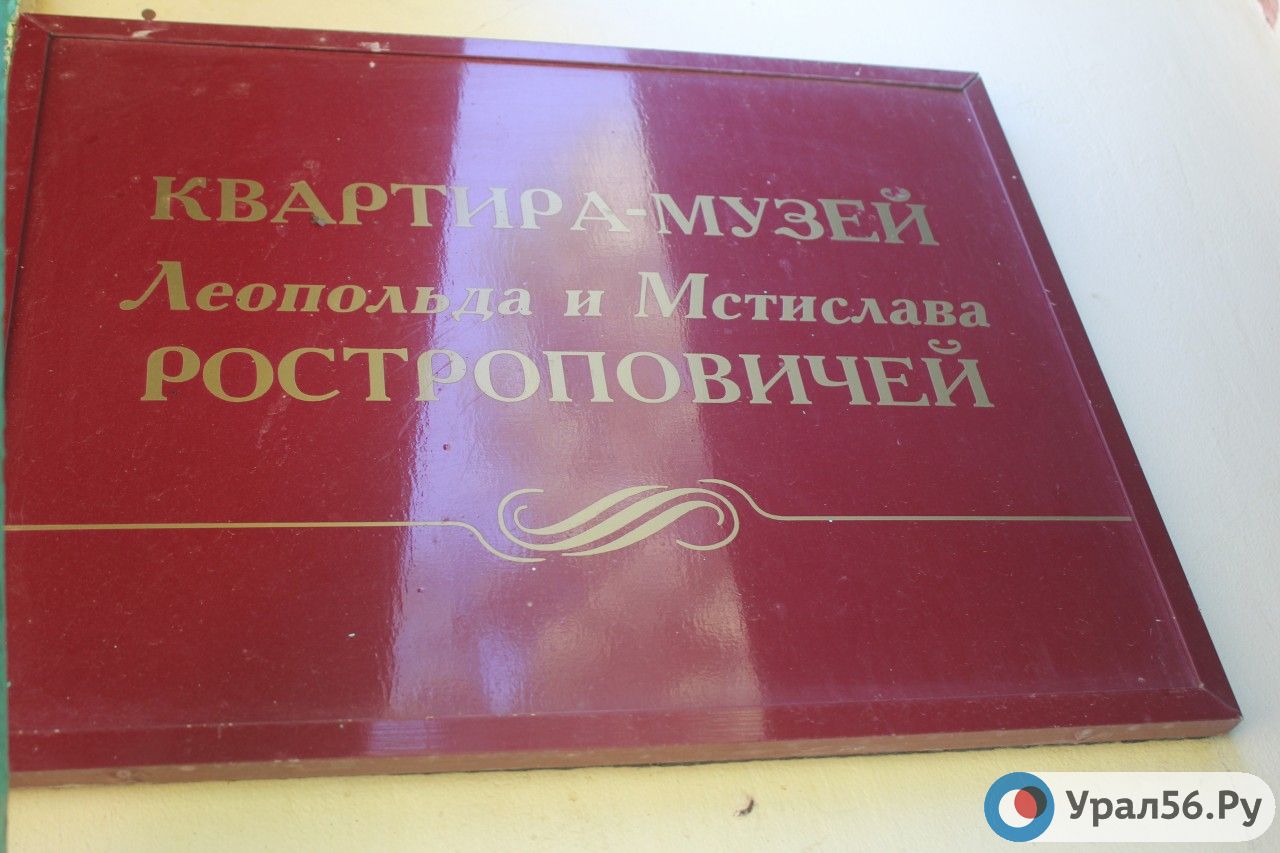 КВАРТИРА-МУЗЕЙ
Леопольда и Мстислава
РОСТРОПОВИЧЕЙ
Урал56.Ру